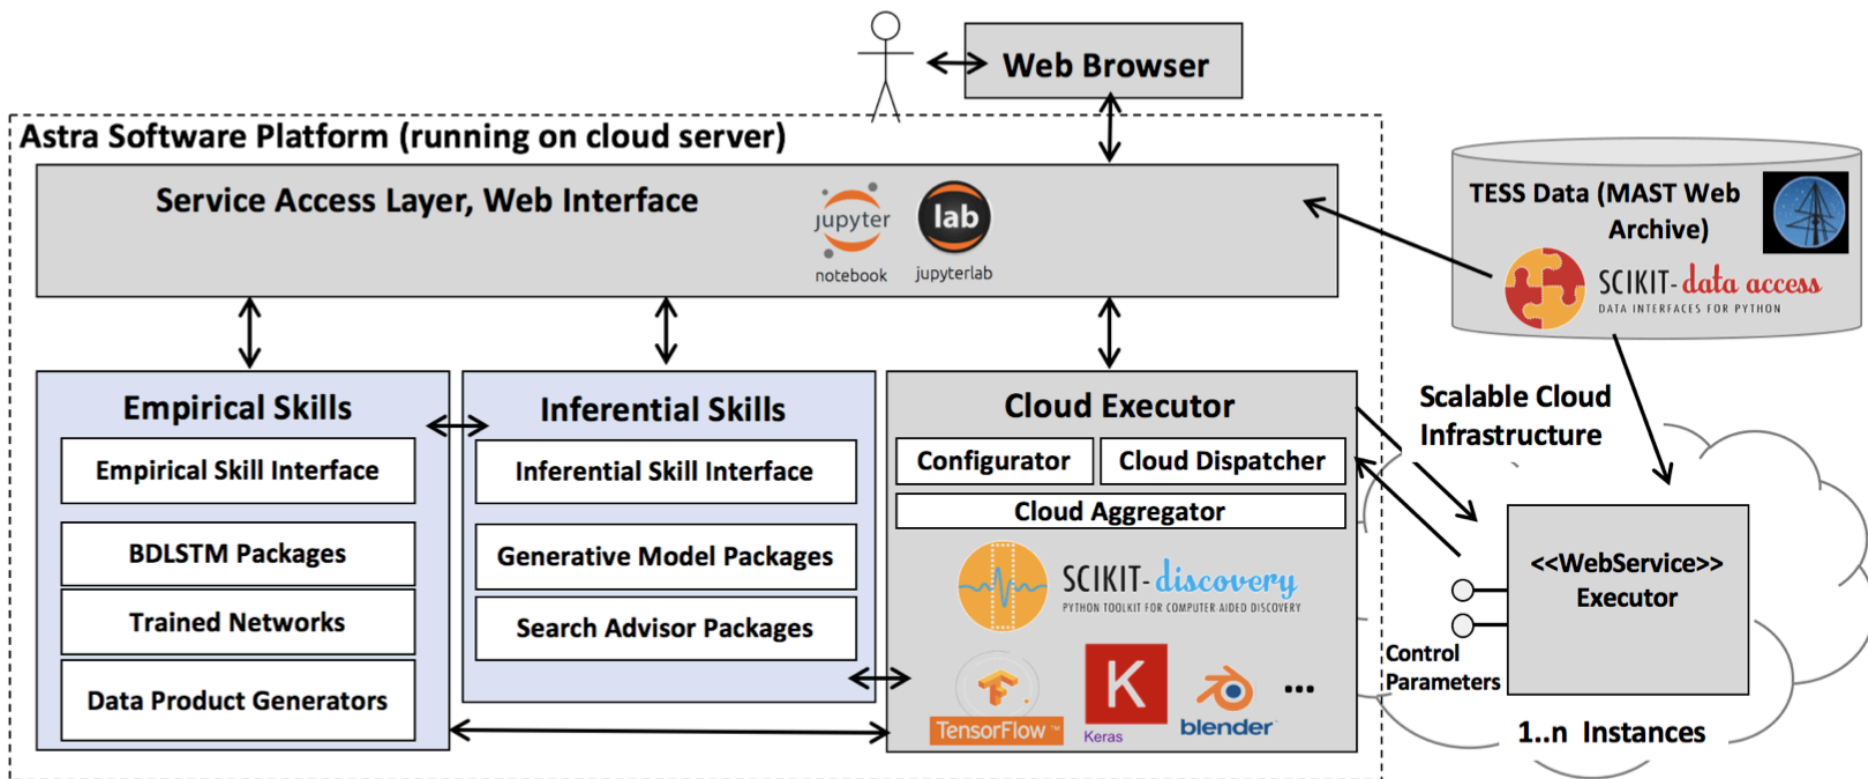 Web Browser
Astra Software Platform (running on cloud server)
Service Access Layer, Web Interface
jupyter
notebook
lab
jupyterlab
TESS Data (MAST Web
Archive)
SCIKIT-data access
DATA INTERFACES FOR PYTHON
Empirical Skills
Empirical Skill Interface
BDLSTM Packages
Trained Networks
Data Product Generators
Inferential Skills
Inferential Skill Interface
Generative Model Packages
Search Advisor Packages
Cloud Executor
Configurator
Cloud Dispatcher
Cloud Aggregator
SCIKIT-discovery
PYTHON TOOLKIT FOR COMPUTER AIDED DISCOVERY
TensorFlow™
K
Keras
blender
...
Scalable Cloud
Infrastructure
<<WebService>>
Executor
Control
Parameters
1..n Instances